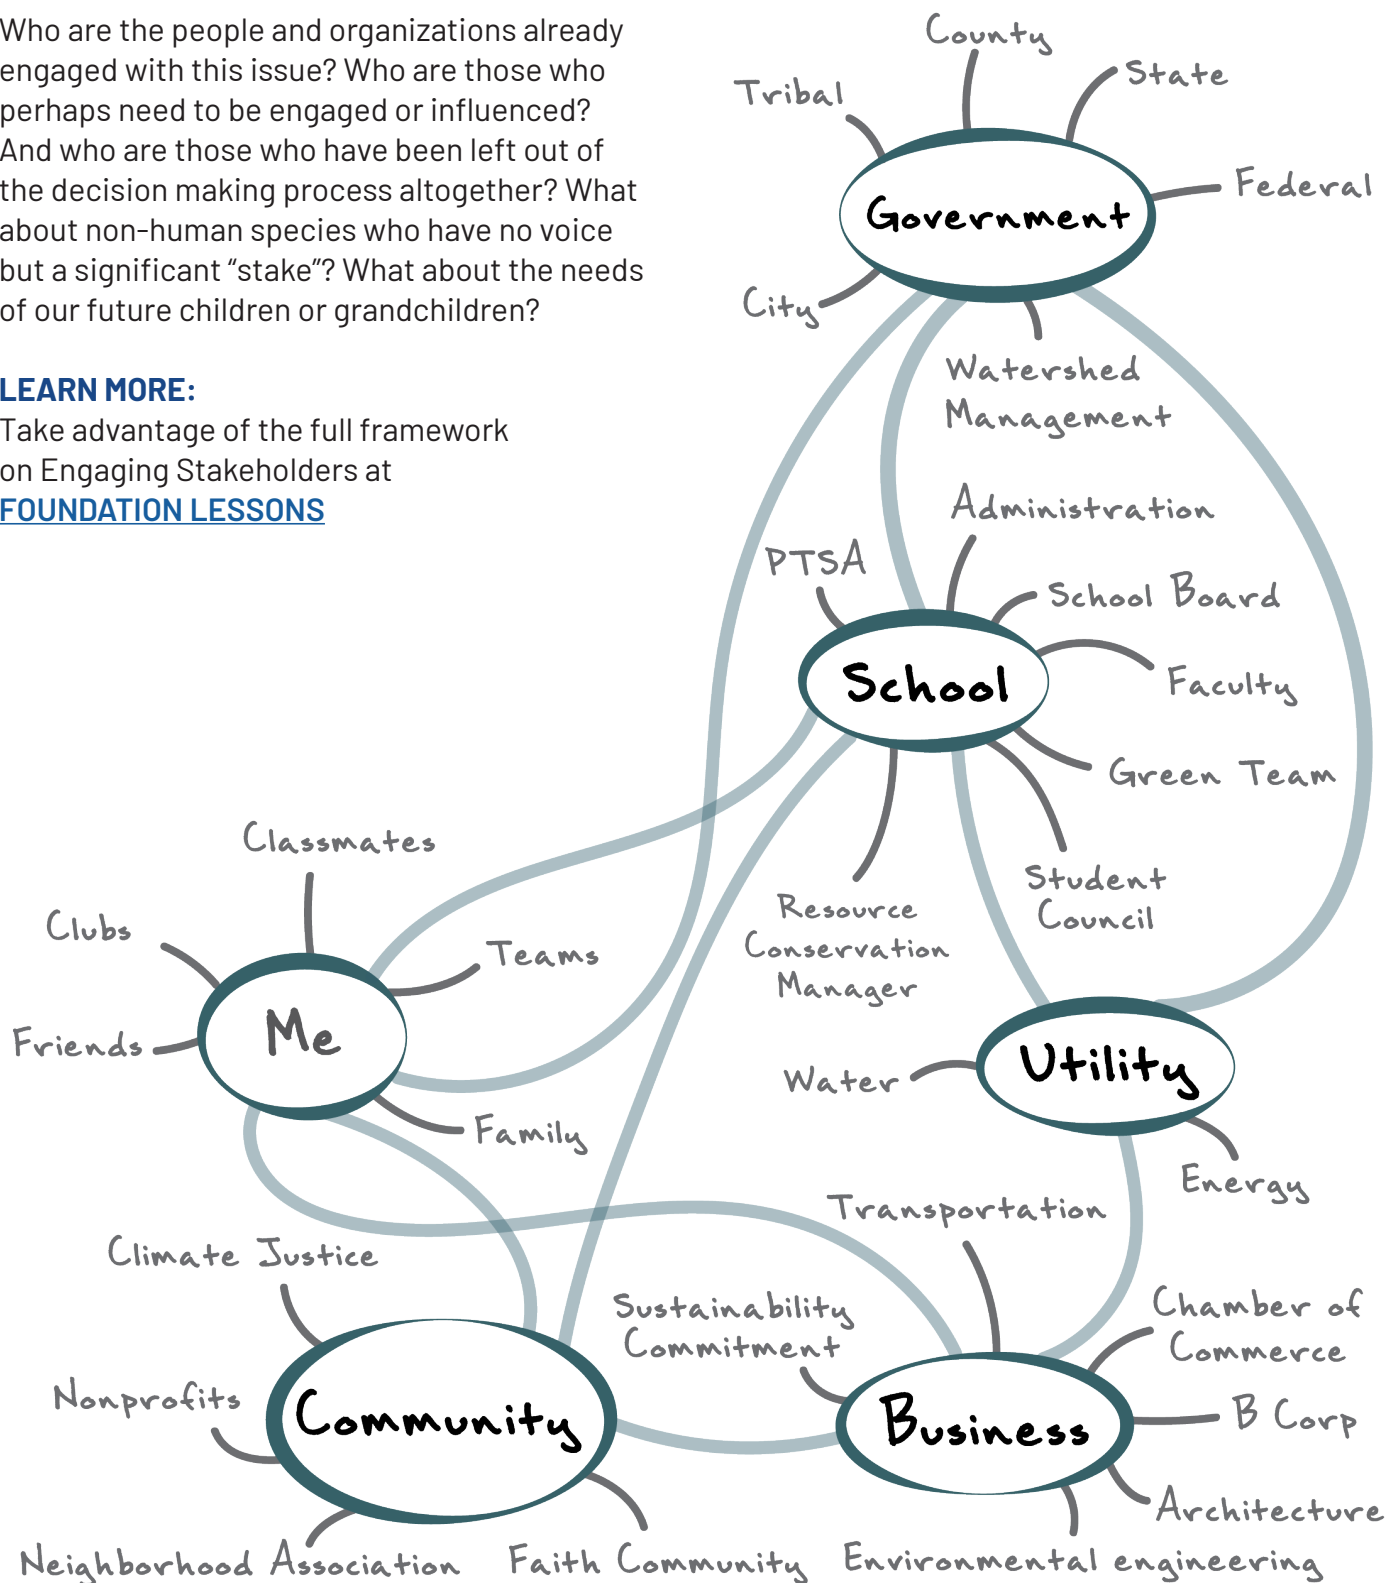 Who are the people and organizations already
engaged with this issue? Who are those who
perhaps need to be engaged or influenced?
And who are those who have been left out of
the decision making process altogether? What
about non-human species who have no voice
but a significant “stake”? What about the needs
of our future children or grandchildren?
LEARN MORE:
Take advantage of the full framework
on Engaging Stakeholders at
FOUNDATION LESSONS
County
State
Tribal
Federal
Government
City
Watershed
Management
Administration
PTSA
School Board
School
Faculty
Green Team
Student
Council
Resource
Conservation
Manager
Classmates
Clubs
Teams
Me
Friends
Family
Utility
Water
Energy
Transportation
Climate Justice
Sustainability
Commitment
Chamber of
Commerce
Nonprofits
Community
Business
B Corp
Architecture
Neighborhood Association
Faith Community
Environmental engineering